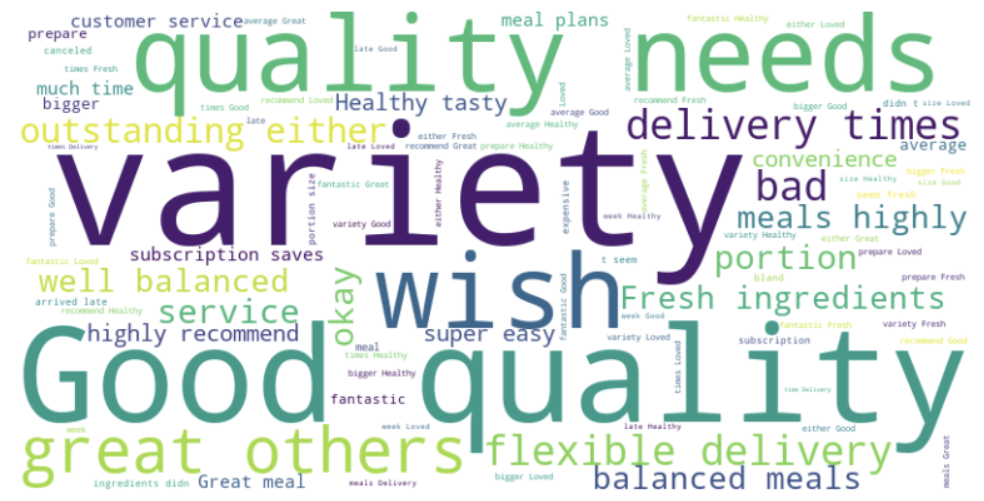 customer service
average Great
meal plans
fantastic Healthy
either Loved
prepare
quality needs
canceled
late Good
average Loved
times Fresh
much time
Loved
bigger
times Good
recommend Loved
Healthy tasty
average Good
recommend Fresh
bigger Good
didn t
size Loved
outstanding either
late
average Healthy
delivery times
either Fresh
average
times Delivery
late Loved
recommend Great
prepare Healthy
variety
convenience
average Fresh
bigger Fresh
size Healthy
size Good
bad
seem fresh
fantastic Great
portion size
either Healthy
expensive
prepare Good
variety Good
week Healthy
meals highly
variety Healthy
either Great
subscription saves
portion
prepare Loved
fantastic Loved
t seem
well balanced
okay
wish
fantastic Good
bland
prepare Fresh
arrived late
recommend Healthy
service
Fresh ingredients
week Good
fantastic Fresh
variety Fresh
highly recommend
super easy
variety Loved
subscription
recommend Good
meal
times Healthy
times Loved
Good quality
bigger Healthy
fantastic
time Delivery
week
week Loved
late Healthy
either Good
great others
flexible delivery
meals Great
ingredients didn
Great meal
meals Delivery
bigger Loved
balanced meals